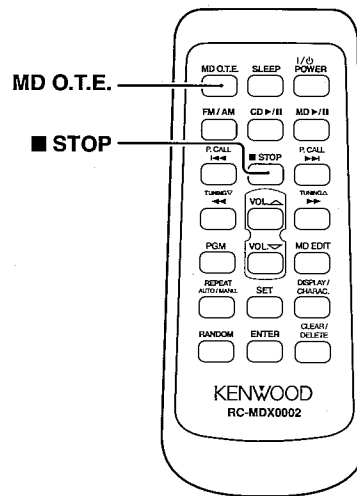 MD O.T.E.
■ STOP
MD O.T.E. SLEEP I/⏻ POWER
FM / AM CD ►/II MD ►/II
P. CALL I◄◄ ■ STOP P. CALL ►►I
TUNING▽ ◄◄ VOL.△ TUNING△ ►►
PGM VOL.▽ MD EDIT
REPEAT AUTO / MANU. SET DISPLAY / CHARAC.
RANDOM ENTER CLEAR / DELETE
KENWOOD
RC-MDX0002